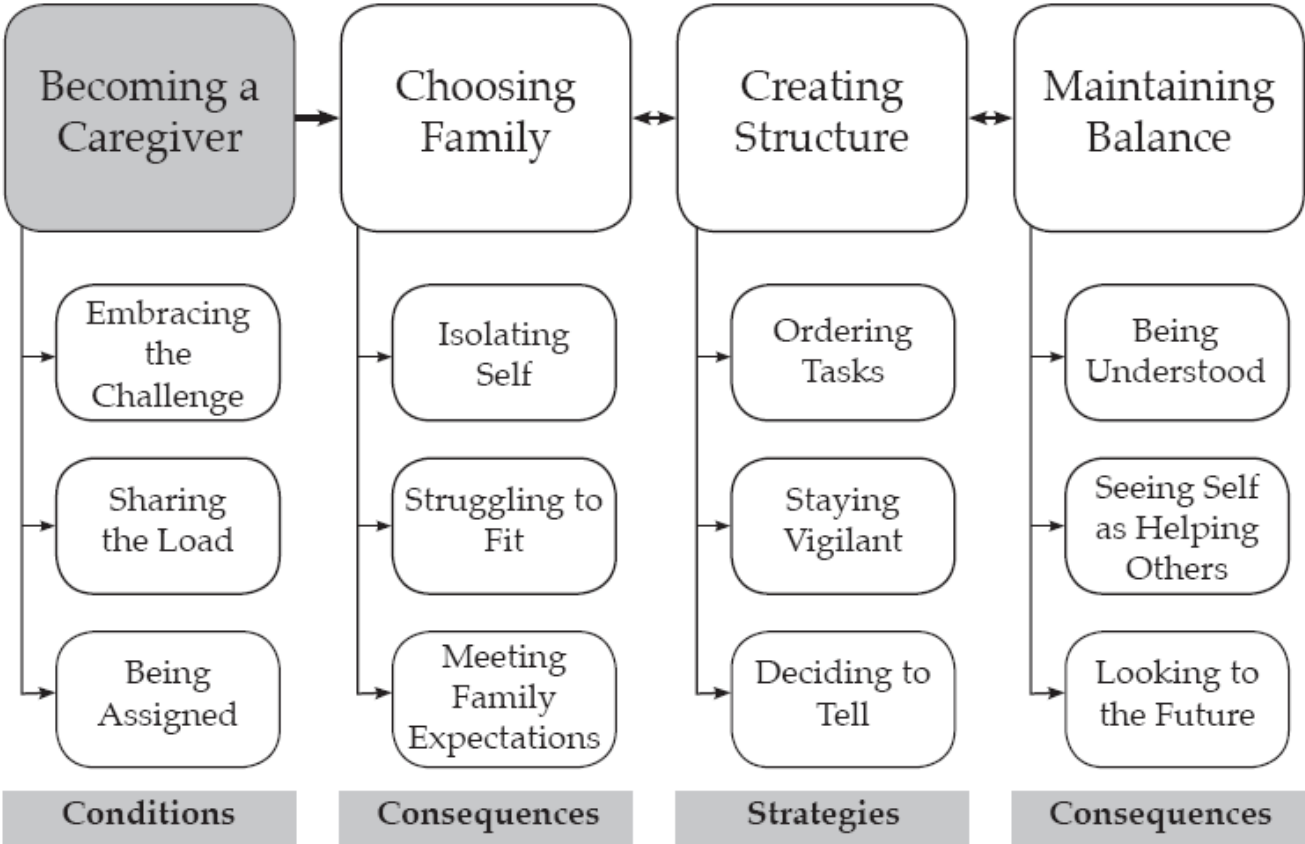 Becoming a
Caregiver
Choosing
Family
Creating
Structure
Maintaining
Balance
Embracing
the
Challenge
Isolating
Self
Ordering
Tasks
Being
Understood
Sharing
the Load
Struggling to
Fit
Staying
Vigilant
Seeing Self
as Helping
Others
Being
Assigned
Meeting
Family
Expectations
Deciding to
Tell
Looking to
the Future
Conditions
Consequences
Strategies
Consequences